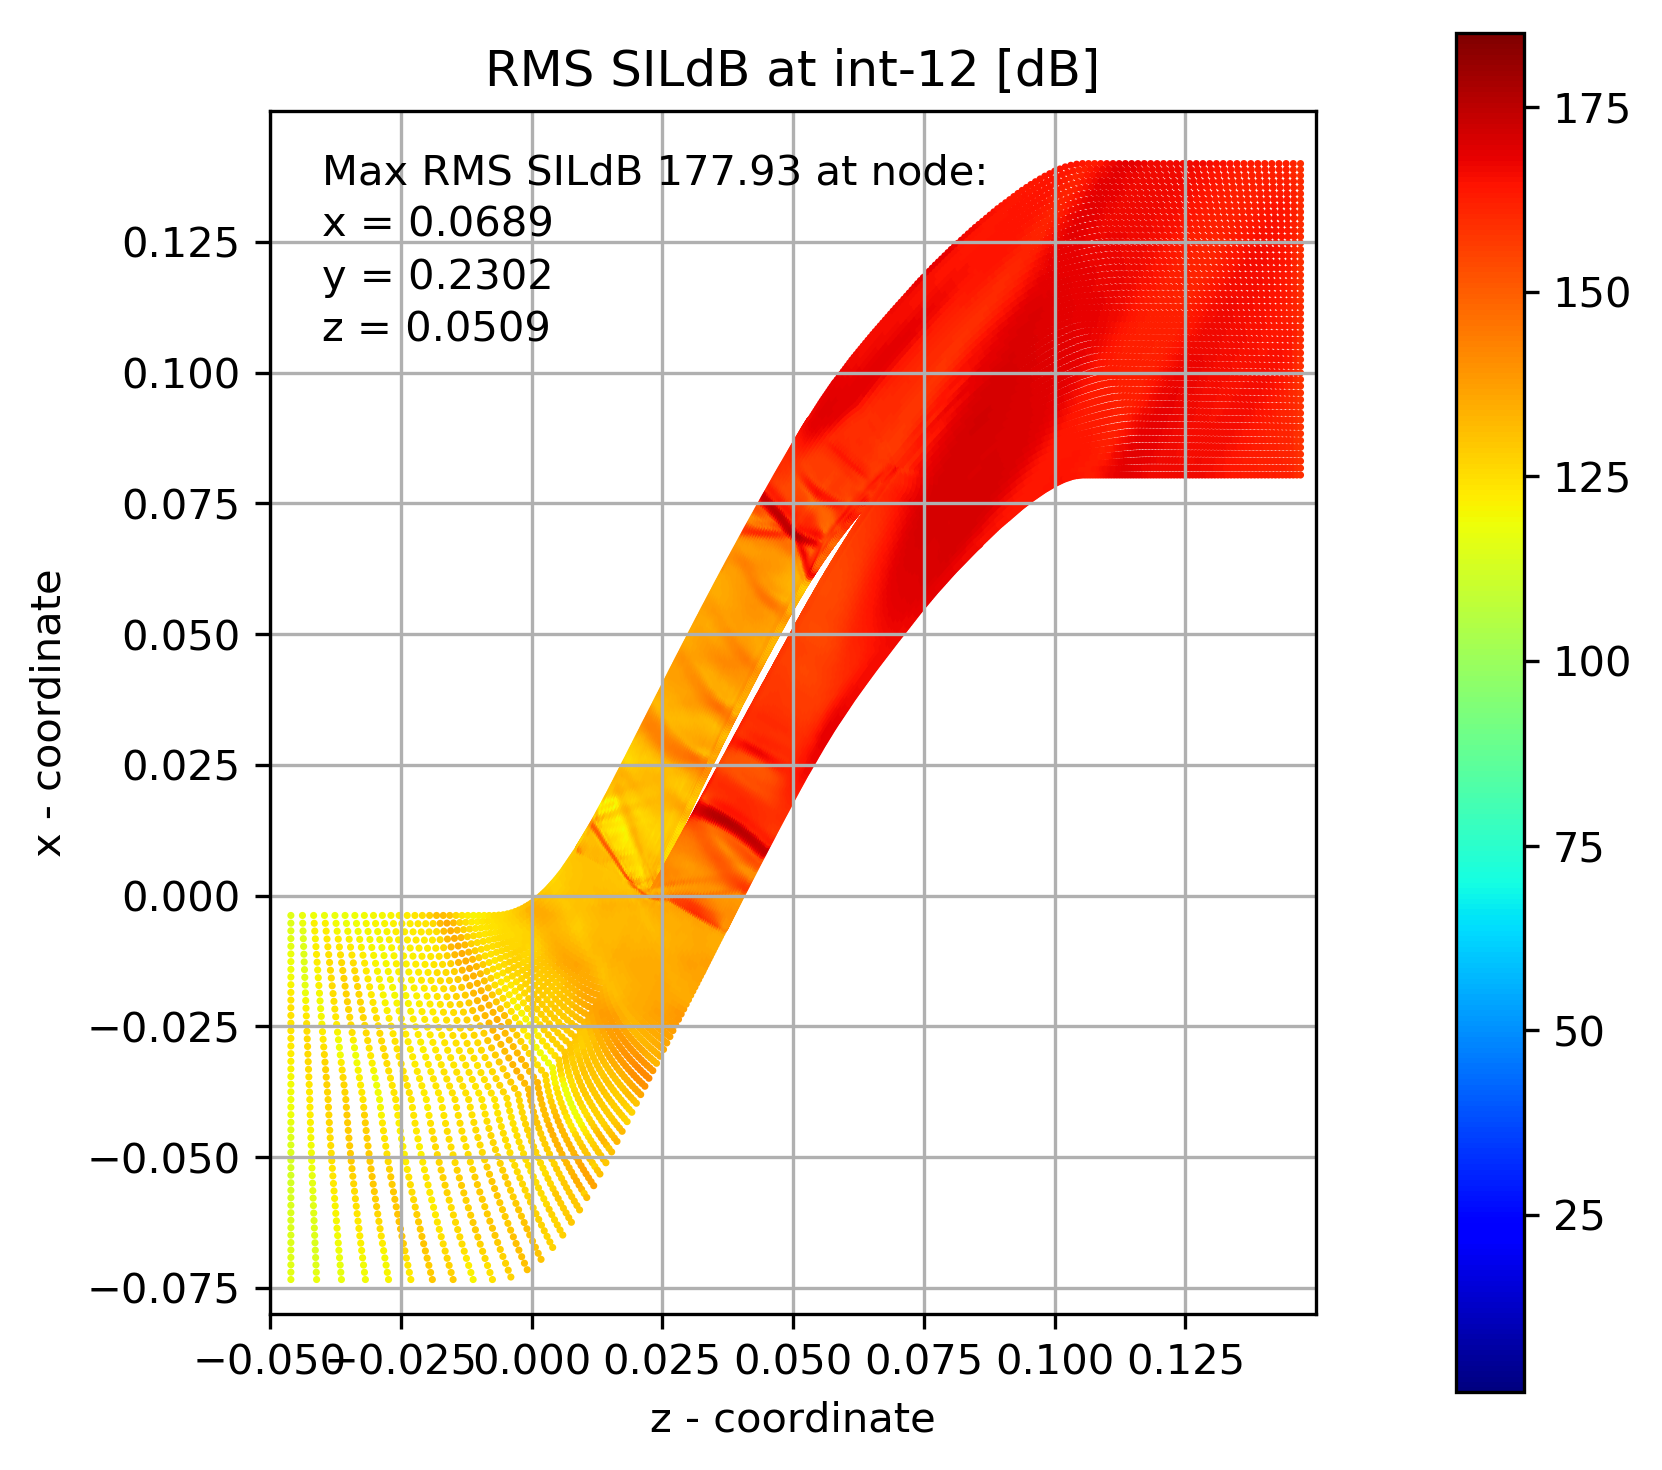 RMS SILdB at int-12 [dB]
Max RMS SILdB 177.93 at node:
x = 0.0689
y = 0.2302
z = 0.0509
x - coordinate
0.125
0.100
0.075
0.050
0.025
0.000
−0.025
−0.050
−0.075
−0.050 −0.025 0.000 0.025 0.050 0.075 0.100 0.125
z - coordinate
175
150
125
100
75
50
25